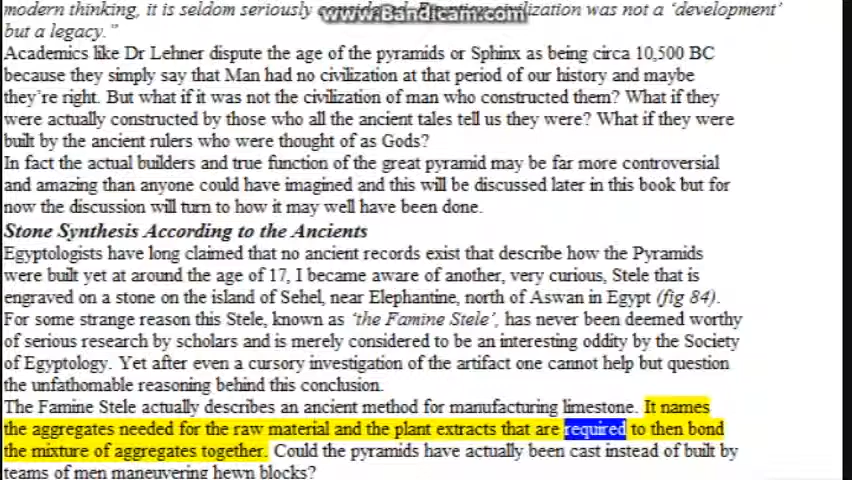 modern thinking, it is seldom seriously considered. Egyptian civilization was not a 'development'
www.Bandicam.com
but a legacy."
Academics like Dr Lehner dispute the age of the pyramids or Sphinx as being circa 10,500 BC
because they simply say that Man had no civilization at that period of our history and maybe
they're right. But what if it was not the civilization of man who constructed them? What if they
were actually constructed by those who all the ancient tales tell us they were? What if they were
built by the ancient rulers who were thought of as Gods?
In fact the actual builders and true function of the great pyramid may be far more controversial
and amazing than anyone could have imagined and this will be discussed later in this book but for
now the discussion will turn to how it may well have been done.
Stone Synthesis According to the Ancients
Egyptologists have long claimed that no ancient records exist that describe how the Pyramids
were built yet at around the age of 17, I became aware of another, very curious, Stele that is
engraved on a stone on the island of Sehel, near Elephantine, north of Aswan in Egypt (fig 84).
For some strange reason this Stele, known as 'the Famine Stele', has never been deemed worthy
of serious research by scholars and is merely considered to be an interesting oddity by the Society
of Egyptology. Yet after even a cursory investigation of the artifact one cannot help but question
the unfathomable reasoning behind this conclusion.
The Famine Stele actually describes an ancient method for manufacturing limestone. It names
the aggregates needed for the raw material and the plant extracts that are required to then bond
the mixture of aggregates together. Could the pyramids have actually been cast instead of built by
teams of men maneuvering hewn blocks?